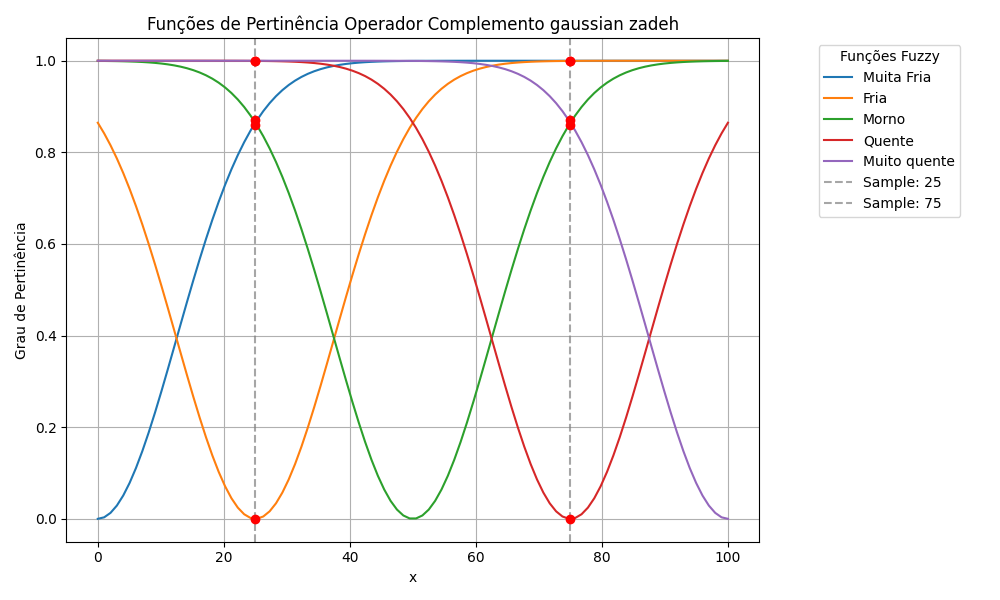 Funções de Pertinência Operador Complemento gaussian zadeh
Grau de Pertinência
1.0
0.8
0.6
0.4
0.2
0.0
0
20
40
60
80
100
x
Funções Fuzzy
Muita Fria
Fria
Morno
Quente
Muito quente
Sample: 25
Sample: 75